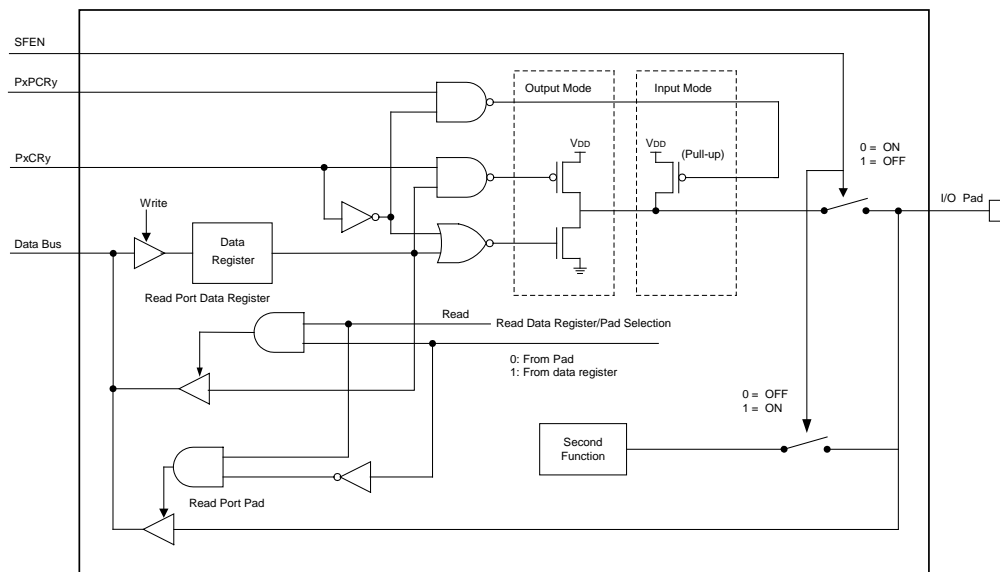 SFEN
PxPCRy
Output Mode
Input Mode
VDD
VDD
(Pull-up)
0 = ON
1 = OFF
PxCRy
I/O Pad
Write
Data Bus
Data
Register
Read Port Data Register
Read
Read Data Register/Pad Selection
0: From Pad
1: From data register
0 = OFF
1 = ON
Second
Function
Read Port Pad